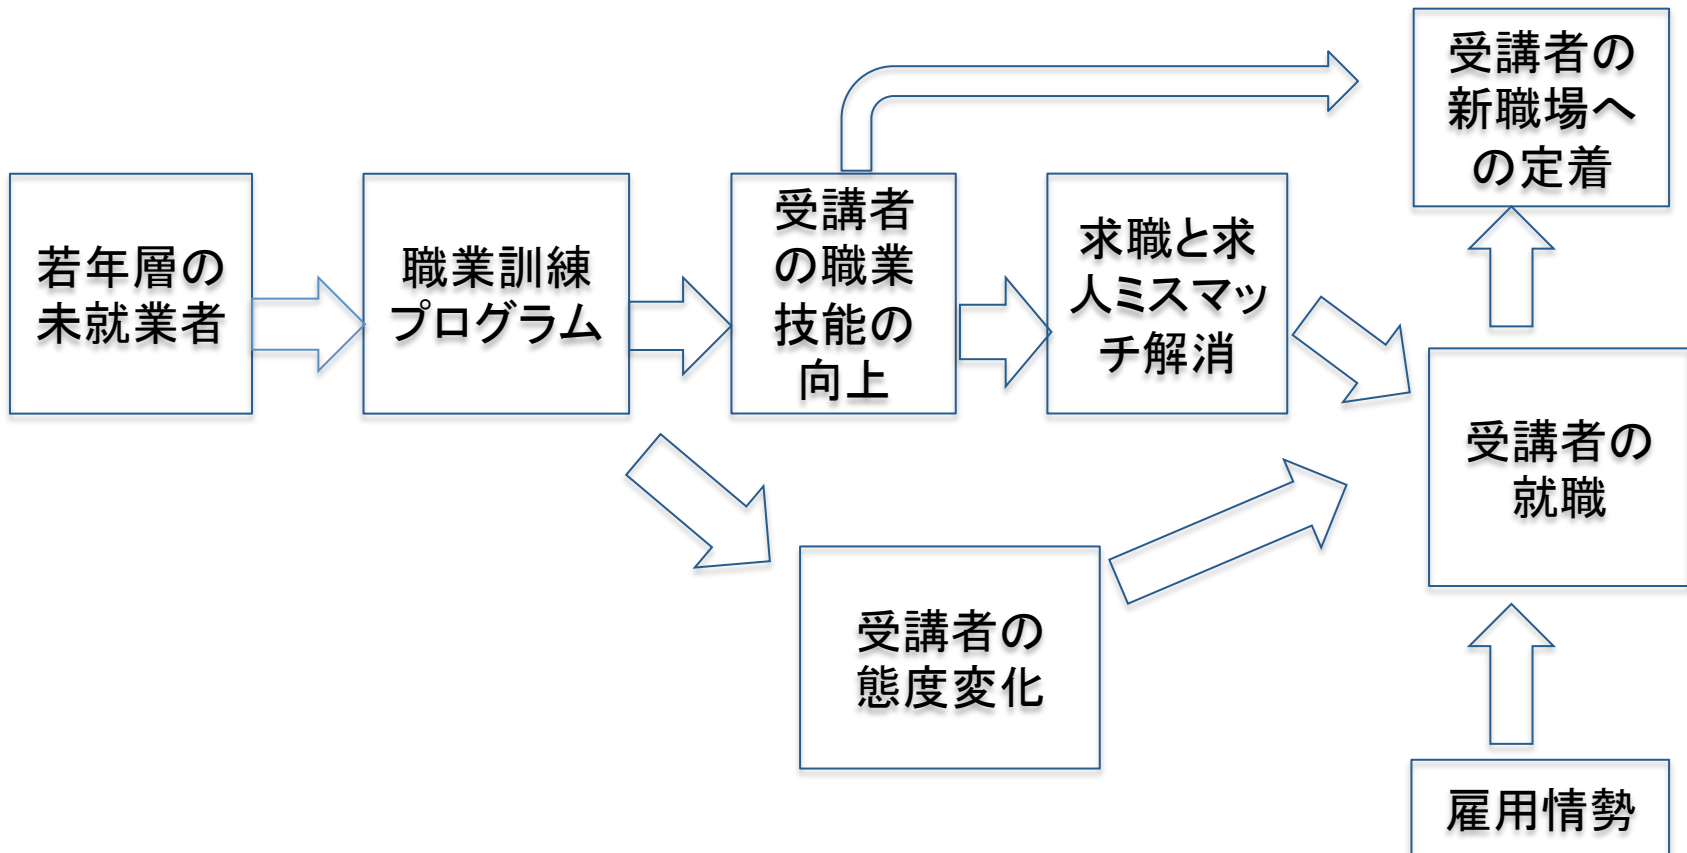 受講者の
新職場へ
の定着
若年層の
未就業者
職業訓練
プログラム
受講者
の職業
技能の
向上
求職と求
人ミスマッ
チ解消
受講者の
就職
受講者の
態度変化
雇用情勢